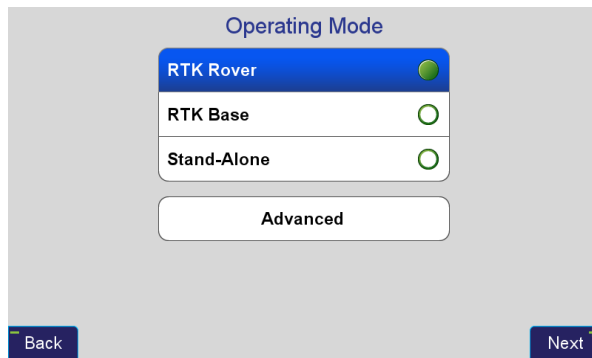 Operating Mode
RTK Rover
RTK Base
Stand-Alone
Advanced
Back
Next